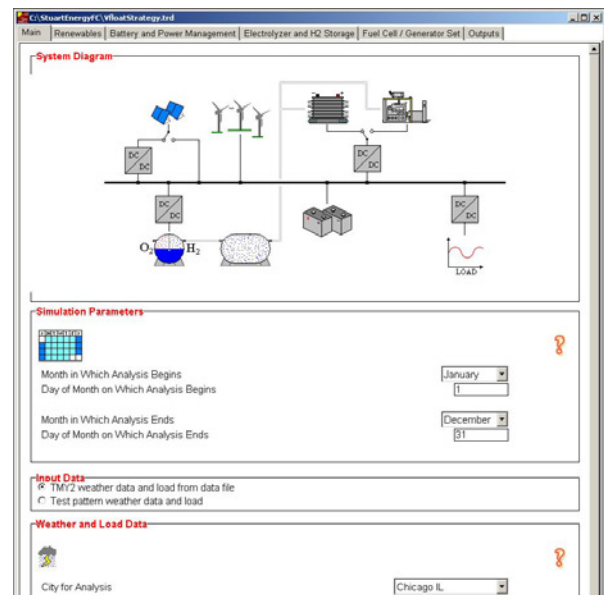 C:\StuartEnergyFC\VfloatStrategy.trd
Main Renewables Battery and Power Management Electrolyzer and H2 Storage Fuel Cell / Generator Set Outputs
System Diagram
DC DC
DC DC
DC DC
DC DC
O2 H2
LOAD
Simulation Parameters
Month in Which Analysis Begins January
Day of Month on Which Analysis Begins 1
Month in Which Analysis Ends December
Day of Month on Which Analysis Ends 31
Input Data
TMY2 weather data and load from data file
Test pattern weather data and load
Weather and Load Data
City for Analysis Chicago IL